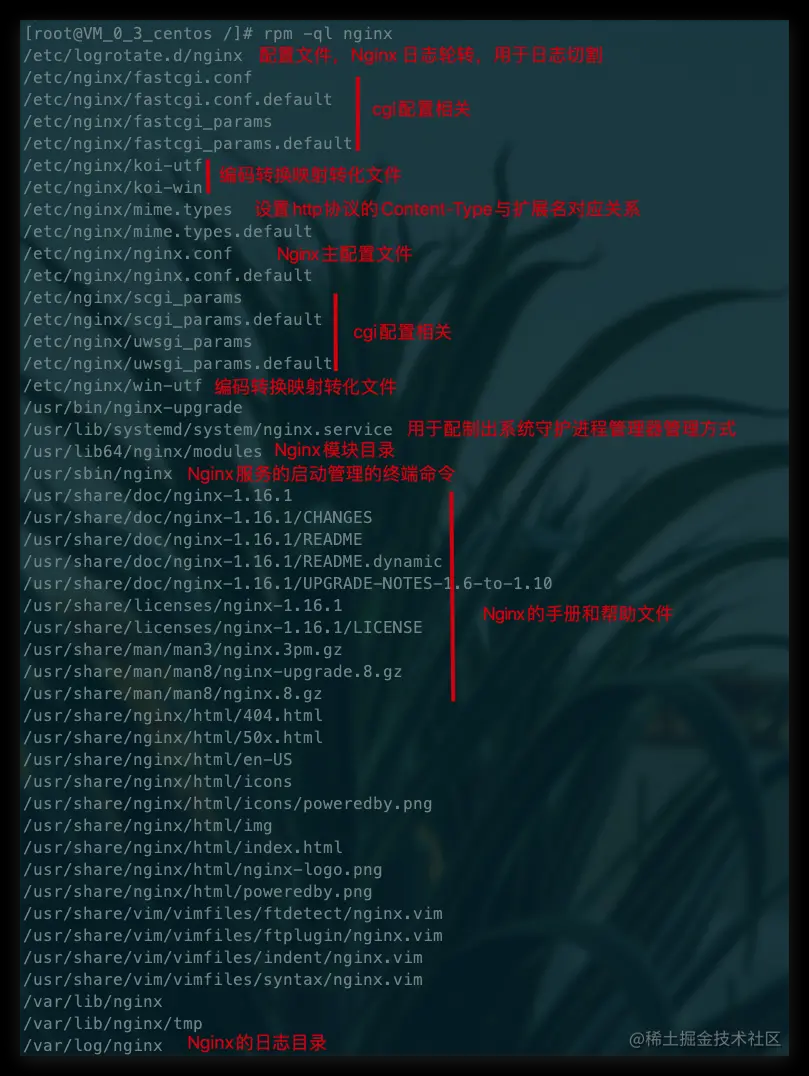 [root@VM_0_3_centos /]# rpm -ql nginx
/etc/logrotate.d/nginx 配置文件，Nginx 日志轮转，用于日志切割
/etc/nginx/fastcgi.conf
/etc/nginx/fastcgi.conf.default
cgI配置相关
/etc/nginx/fastcgi_params
/etc/nginx/fastcgi_params.default
/etc/nginx/koi-utf
编码转换映射转化文件
/etc/nginx/koi-win
/etc/nginx/mime.types 设置http协议的Content-Type与扩展名对应关系
/etc/nginx/mime.types.default
/etc/nginx/nginx.conf Nginx主配置文件
/etc/nginx/nginx.conf.default
/etc/nginx/scgi_params
/etc/nginx/scgi_params.default
cgi配置相关
/etc/nginx/uwsgi_params
/etc/nginx/uwsgi_params.default
/etc/nginx/win-utf 编码转换映射转化文件
/usr/bin/nginx-upgrade
/usr/lib/systemd/system/nginx.service 用于配制出系统守护进程管理器管理方式
/usr/lib64/nginx/modules Nginx模块目录
/usr/sbin/nginx Nginx服务的启动管理的终端命令
/usr/share/doc/nginx-1.16.1
/usr/share/doc/nginx-1.16.1/CHANGES
/usr/share/doc/nginx-1.16.1/README
/usr/share/doc/nginx-1.16.1/README.dynamic
/usr/share/doc/nginx-1.16.1/UPGRADE-NOTES-1.6-to-1.10
/usr/share/licenses/nginx-1.16.1
Nginx的手册和帮助文件
/usr/share/licenses/nginx-1.16.1/LICENSE
/usr/share/man/man3/nginx.3pm.gz
/usr/share/man/man8/nginx-upgrade.8.gz
/usr/share/man/man8/nginx.8.gz
/usr/share/nginx/html/404.html
/usr/share/nginx/html/50x.html
/usr/share/nginx/html/en-US
/usr/share/nginx/html/icons
/usr/share/nginx/html/icons/poweredby.png
/usr/share/nginx/html/img
/usr/share/nginx/html/index.html
/usr/share/nginx/html/nginx-logo.png
/usr/share/nginx/html/poweredby.png
/usr/share/vim/vimfiles/ftdetect/nginx.vim
/usr/share/vim/vimfiles/ftplugin/nginx.vim
/usr/share/vim/vimfiles/indent/nginx.vim
/usr/share/vim/vimfiles/syntax/nginx.vim
/var/lib/nginx
/var/lib/nginx/tmp
/var/log/nginx Nginx的日志目录
@稀土掘金技术社区